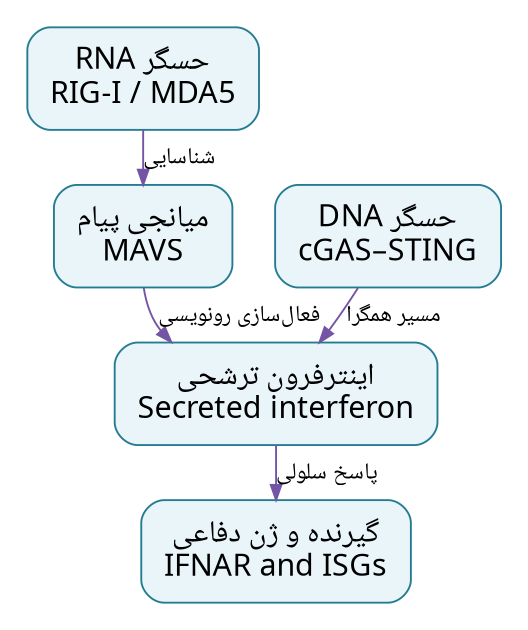 حسگر RNA
RIG-I / MDA5
شناسایی
میانجی پیام
MAVS
حسگر DNA
cGAS–STING
فعال‌سازی رونویسی
مسیر همگرا
اینترفرون ترشحی
Secreted interferon
پاسخ سلولی
گیرنده و ژن دفاعی
IFNAR and ISGs